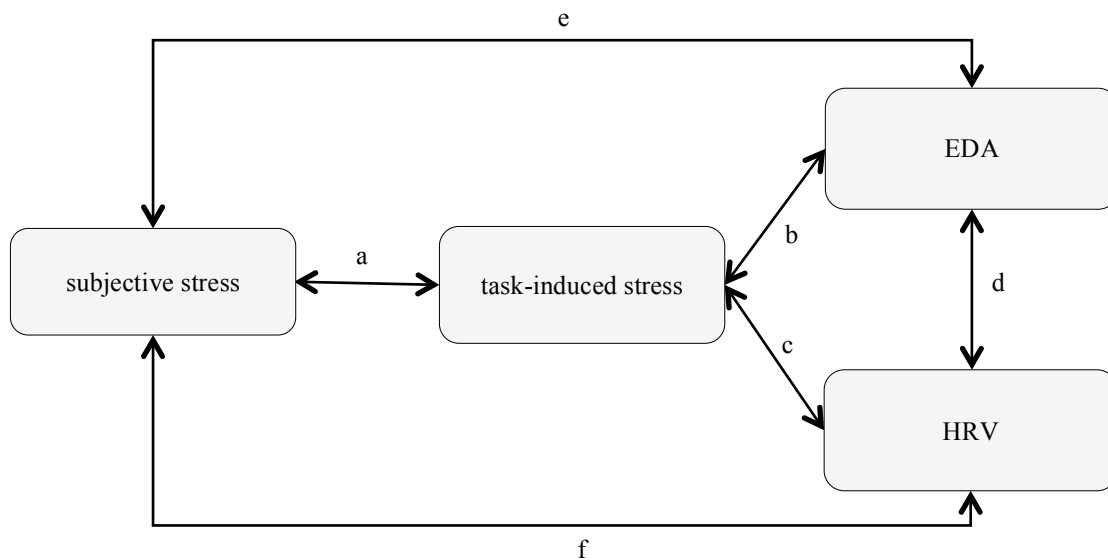 e
EDA
b
a
subjective stress
task-induced stress
d
c
HRV
f